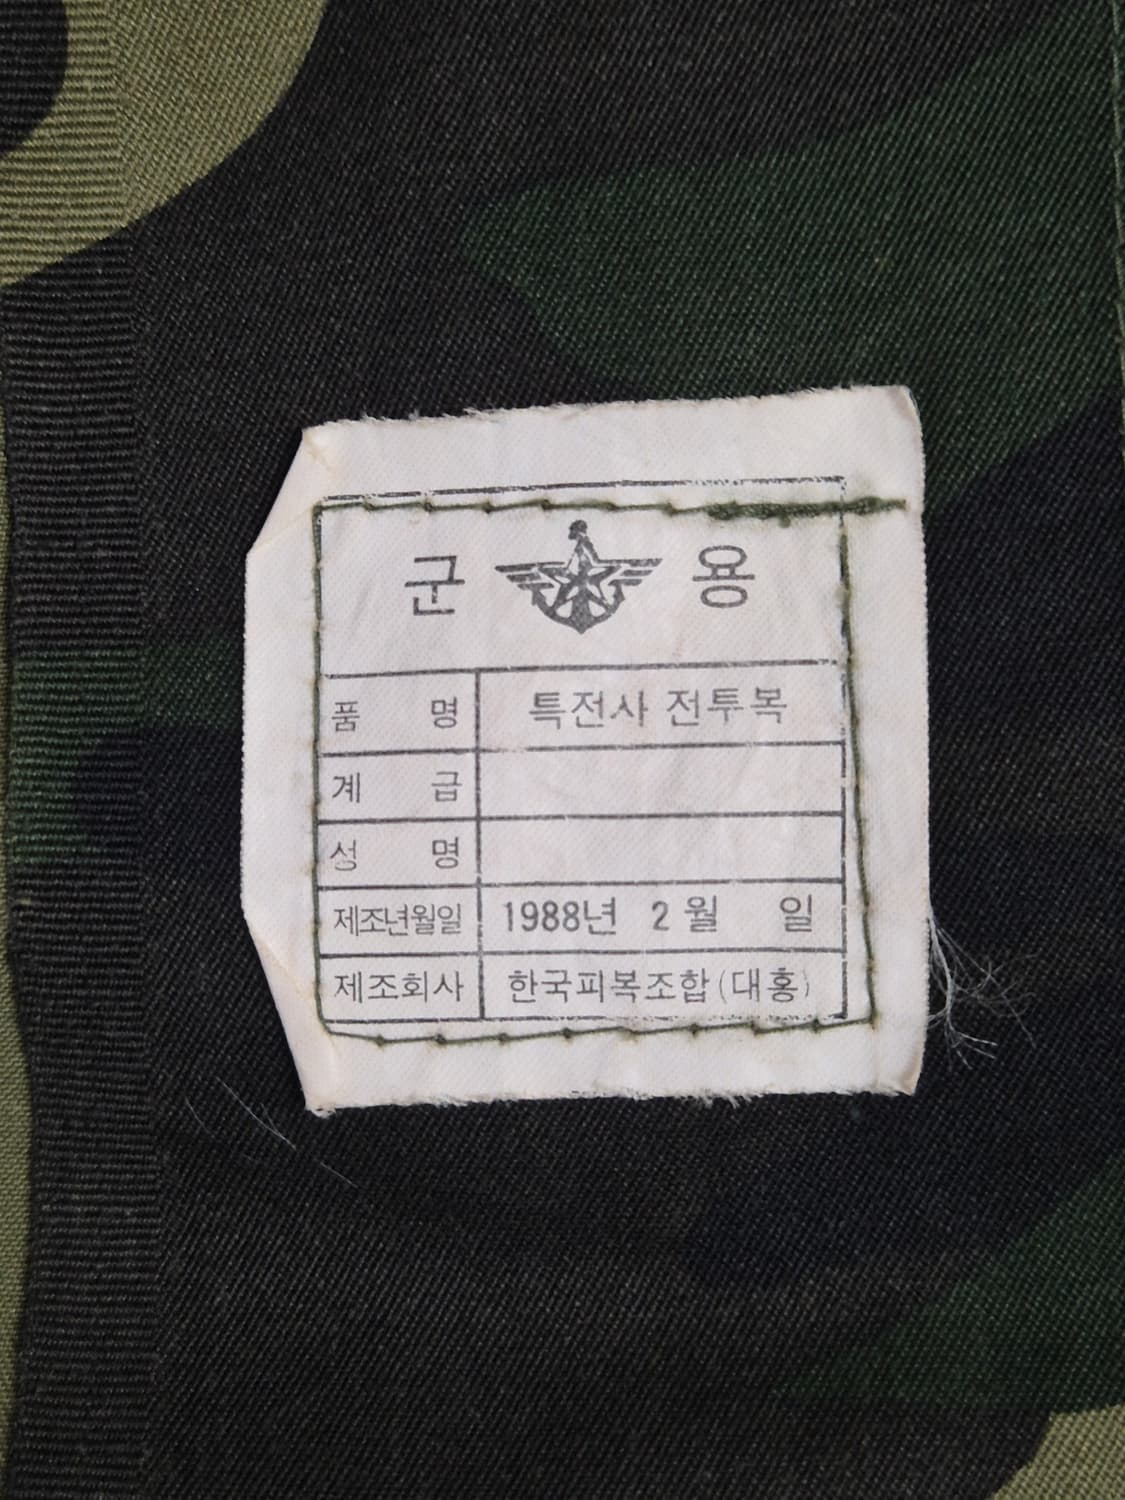 군 용
품 명 특전사 전투복
계 급
성 명
제조년월일 1988년 2월 일
제조회사 한국피복조합(대홍)